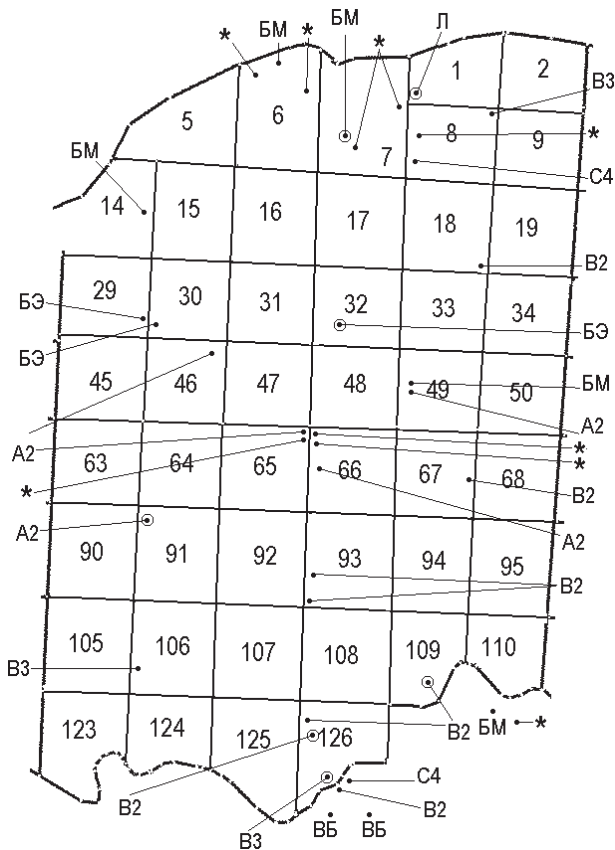 * БМ * БМ * Л
1 2
В3
5 6 7 8 9 *
БМ С4
14 15 16 17 18 19
В2
29 30 31 32 33 34
БЭ БЭ
БЭ
45 46 47 48 49 50 БМ
А2 А2
* *
*
63 64 65 66 67 68 В2
А2 А2
90 91 92 93 94 95 В2
105 106 107 108 109 110
В3 В2 БМ *
123 124 125 126
В2 С4
В3 В2
ВБ ВБ